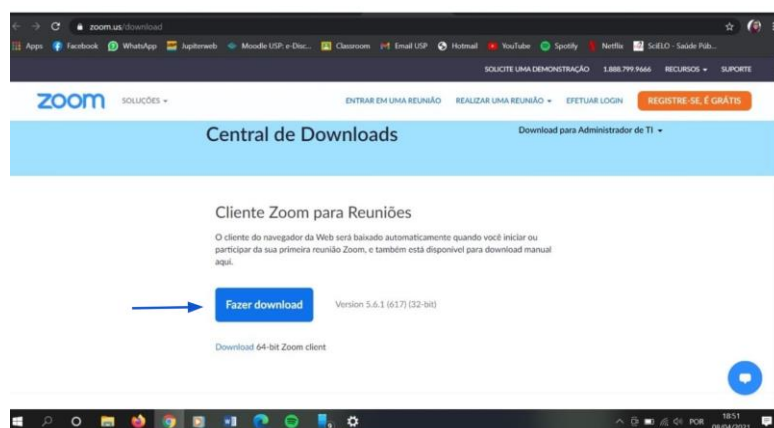 zoom.us/download
Apps Facebook WhatsApp Jupiterweb Moodle USP: e-Disc... Classroom Email USP Hotmail YouTube Spotify Netflix SciELO - Saúde Púb...
SOLICITE UMA DEMONSTRAÇÃO 1.888.799.9666 RECURSOS SUPORTE
zoom SOLUÇÕES ENTRAR EM UMA REUNIÃO REALIZAR UMA REUNIÃO EFETUAR LOGIN REGISTRE-SE, É GRÁTIS
Central de Downloads Download para Administrador de TI
Cliente Zoom para Reuniões
O cliente do navegador da Web será baixado automaticamente quando você iniciar ou
participar da sua primeira reunião Zoom, e também está disponível para download manual
aqui.
Fazer download Version 5.6.1 (617) (32-bit)
Download 64-bit Zoom client
POR 18:51
08/04/2021